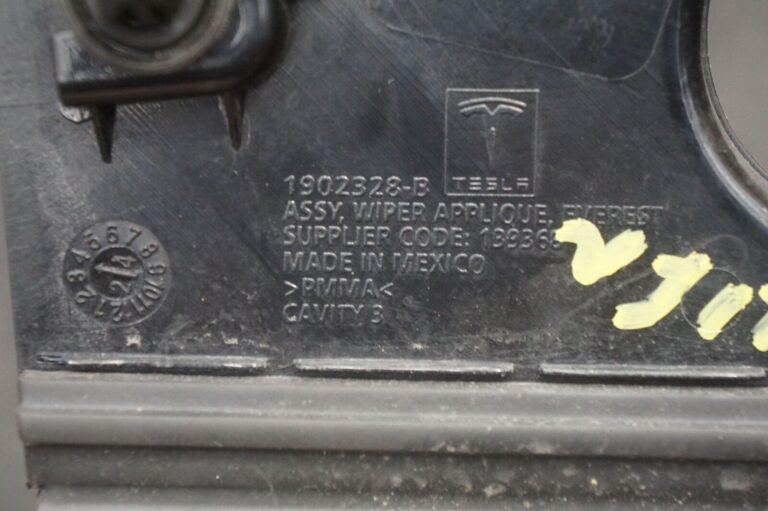 TESLA
1902328-B
ASSY, WIPER APPLIQUE, EVEREST
SUPPLIER CODE:
MADE IN MEXICO
>PMMA<
CAVITY 3